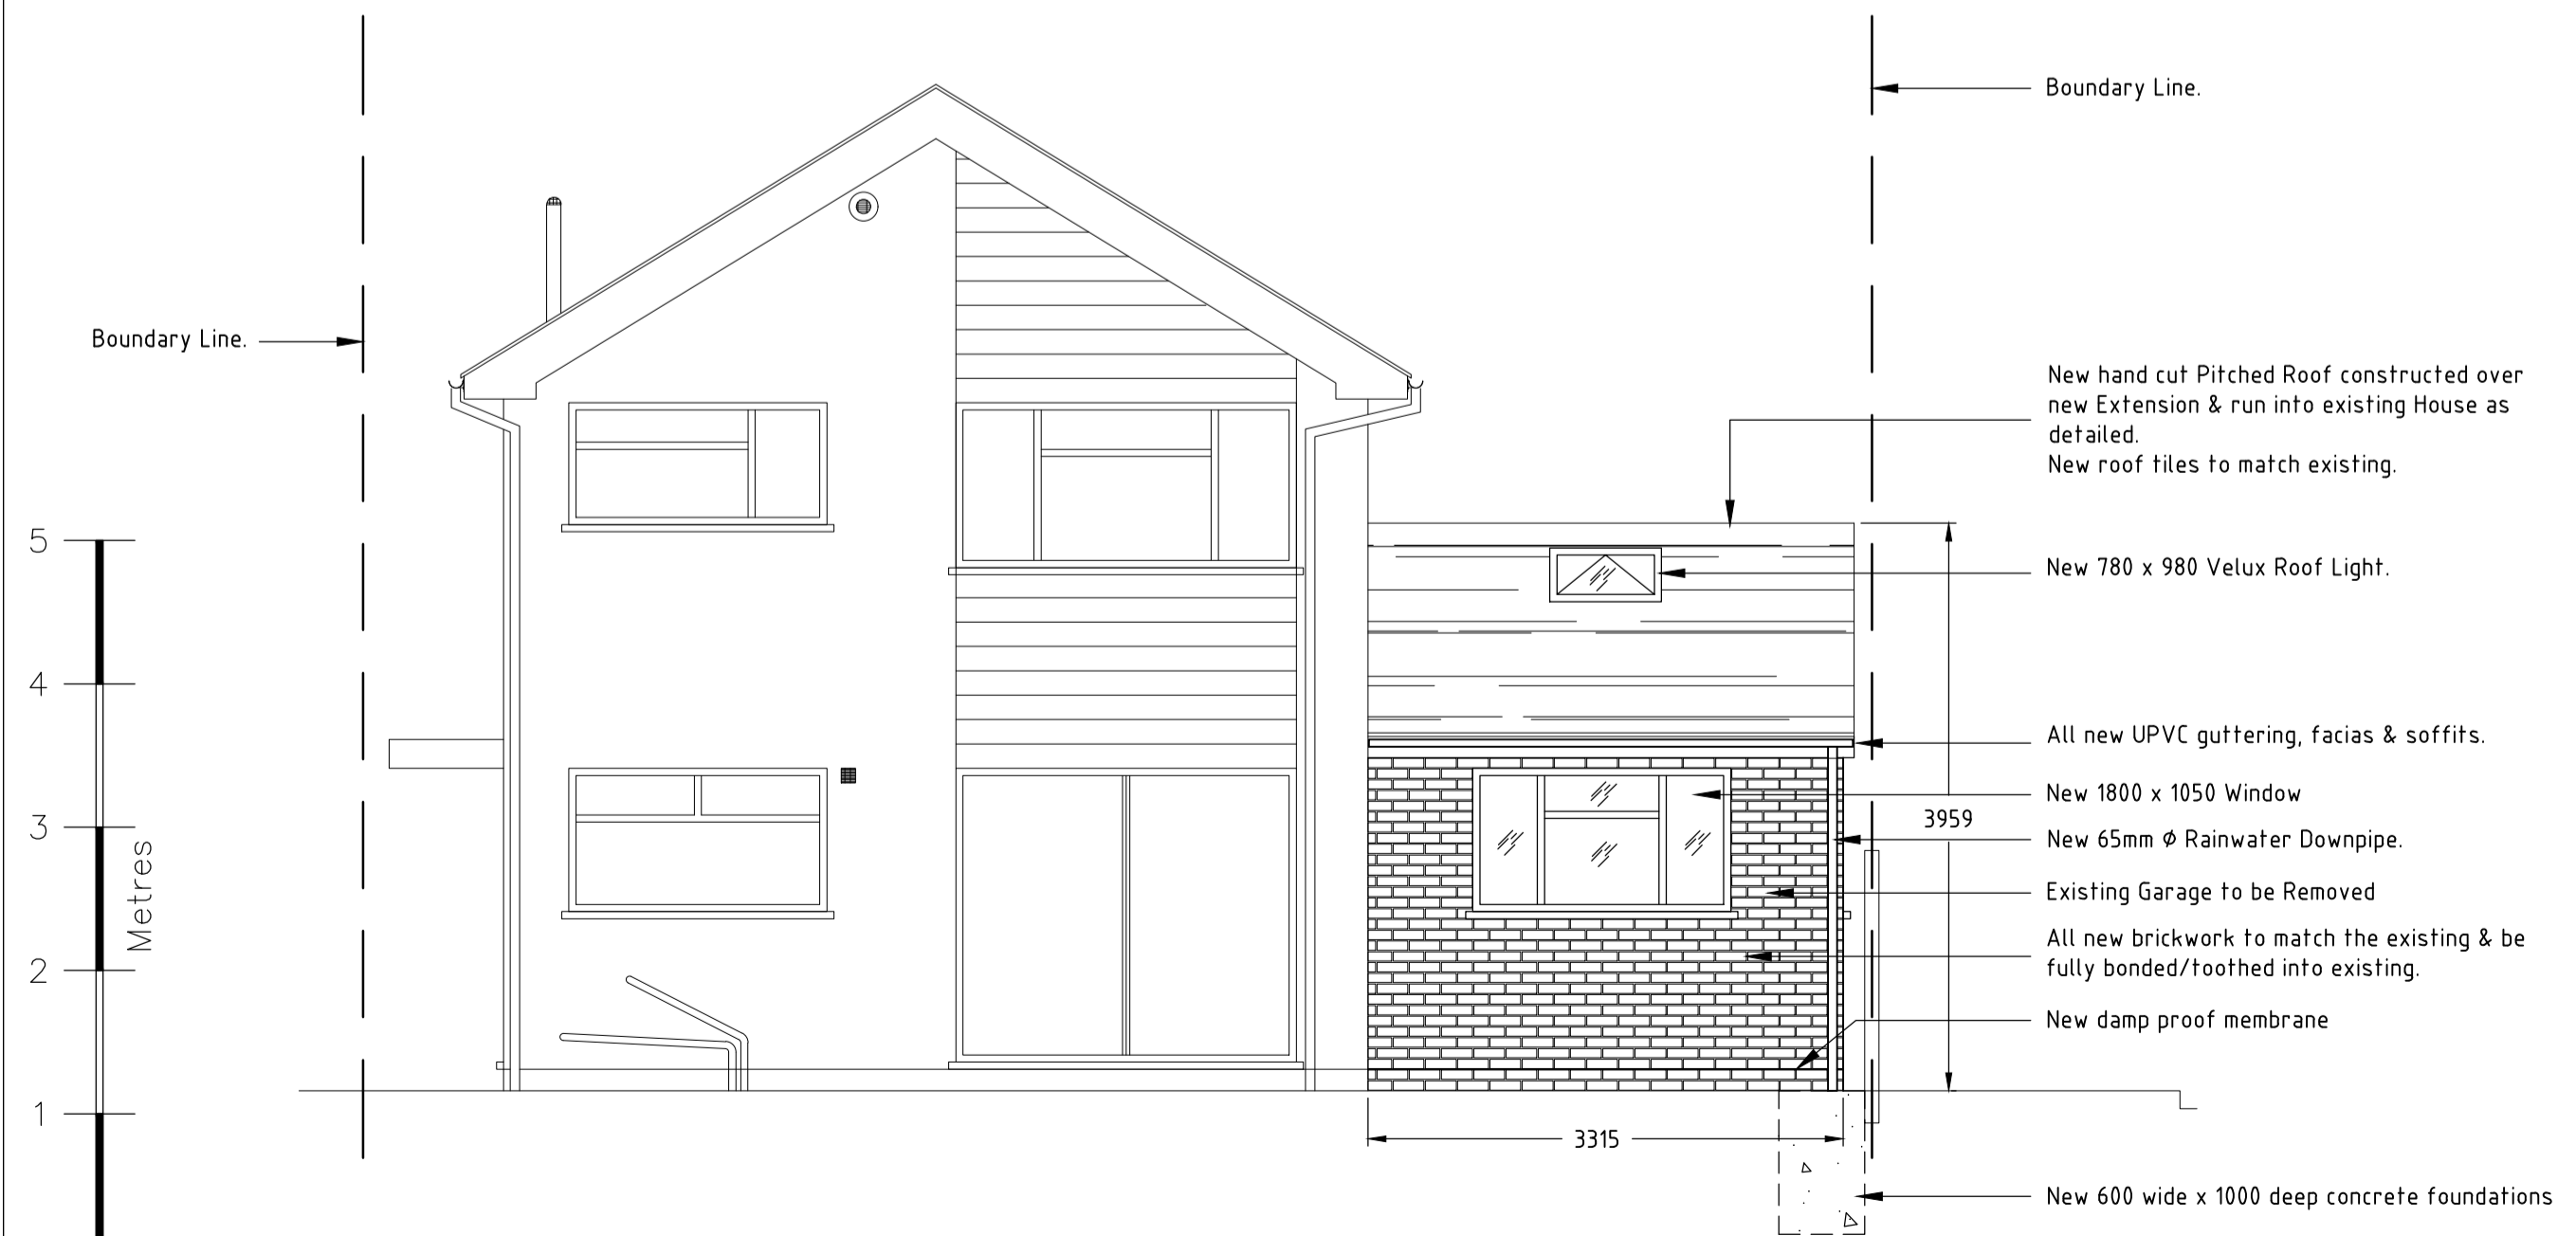 Boundary Line.
Boundary Line.
New hand cut Pitched Roof constructed over
new Extension & run into existing House as
detailed.
New roof tiles to match existing.
5
New 780 x 980 Velux Roof Light.
4
All new UPVC guttering, facias & soffits.
New 1800 x 1050 Window
3959
3
New 65mm Ø Rainwater Downpipe.
Metres
Existing Garage to be Removed
All new brickwork to match the existing & be
fully bonded/toothed into existing.
2
New damp proof membrane
1
3315
New 600 wide x 1000 deep concrete foundations